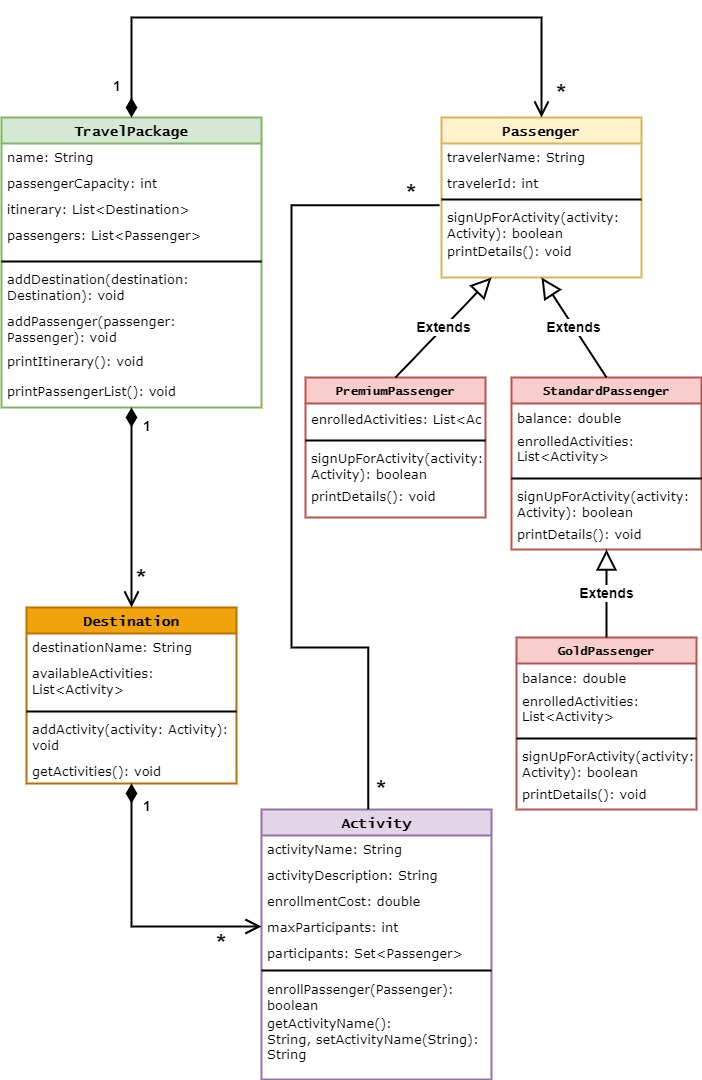 1
*
TravelPackage
name: String
passengerCapacity: int
itinerary: List<Destination>
passengers: List<Passenger>
addDestination(destination:
Destination): void
addPassenger(passenger:
Passenger): void
printItinerary(): void
printPassengerList(): void
Passenger
travelerName: String
travelerId: int
signUpForActivity(activity:
Activity): boolean
printDetails(): void
*
Extends
Extends
PremiumPassenger
enrolledActivities: List<Ac
signUpForActivity(activity:
Activity): boolean
printDetails(): void
StandardPassenger
balance: double
enrolledActivities:
List<Activity>
signUpForActivity(activity:
Activity): boolean
printDetails(): void
Extends
GoldPassenger
balance: double
enrolledActivities:
List<Activity>
signUpForActivity(activity:
Activity): boolean
printDetails(): void
1
*
Destination
destinationName: String
availableActivities:
List<Activity>
addActivity(activity: Activity):
void
getActivities(): void
1
*
*
Activity
activityName: String
activityDescription: String
enrollmentCost: double
maxParticipants: int
participants: Set<Passenger>
enrollPassenger(Passenger):
boolean
getActivityName():
String, setActivityName(String):
String